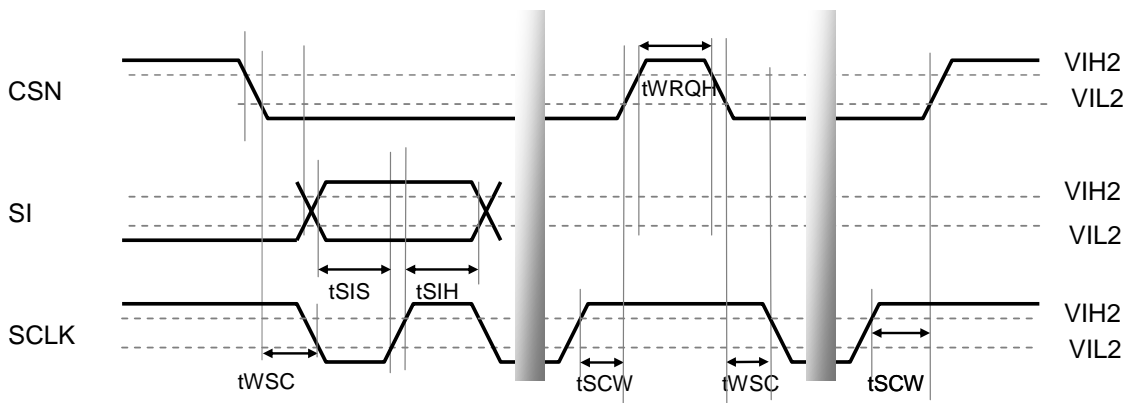 CSN
tWRQH
VIH2
VIL2
SI
VIH2
VIL2
tSIS
tSIH
SCLK
VIH2
VIL2
tWSC
tSCW
tWSC
tSCW